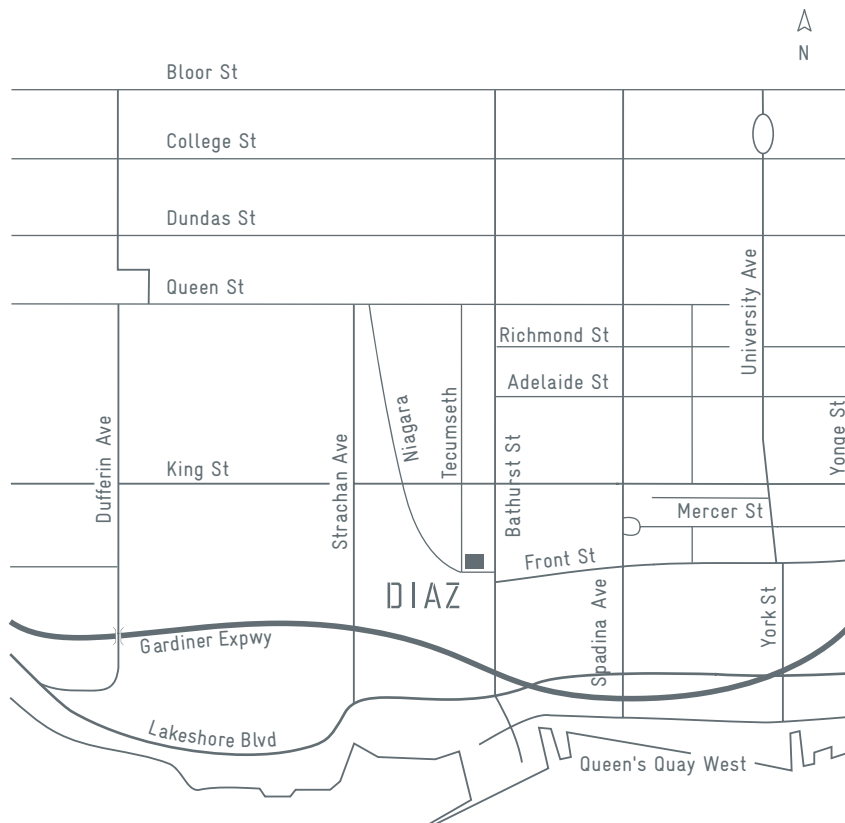 N
Bloor St
College St
Dundas St
Queen St
University Ave
Richmond St
Adelaide St
Niagara
Tecumseth
Yonge St
Dufferin Ave
Strachan Ave
King St
Bathurst St
Mercer St
Front St
DIAZ
Spadina Ave
York St
Gardiner Expwy
Lakeshore Blvd
Queen's Quay West